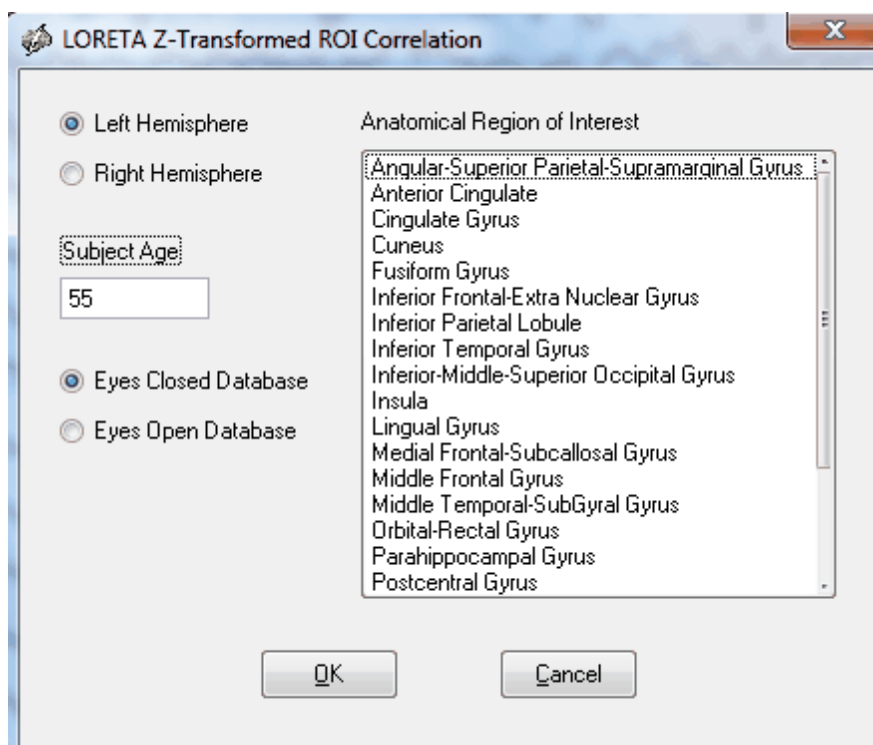 LORETA Z-Transformed ROI Correlation
Left Hemisphere
Right Hemisphere
Subject Age
55
Eyes Closed Database
Eyes Open Database
Anatomical Region of Interest
Angular-Superior Parietal-Supramarginal Gyrus
Anterior Cingulate
Cingulate Gyrus
Cuneus
Fusiform Gyrus
Inferior Frontal-Extra Nuclear Gyrus
Inferior Parietal Lobule
Inferior Temporal Gyrus
Inferior-Middle-Superior Occipital Gyrus
Insula
Lingual Gyrus
Medial Frontal-Subcallosal Gyrus
Middle Frontal Gyrus
Middle Temporal-SubGyral Gyrus
Orbital-Rectal Gyrus
Parahippocampal Gyrus
Postcentral Gyrus
OK
Cancel